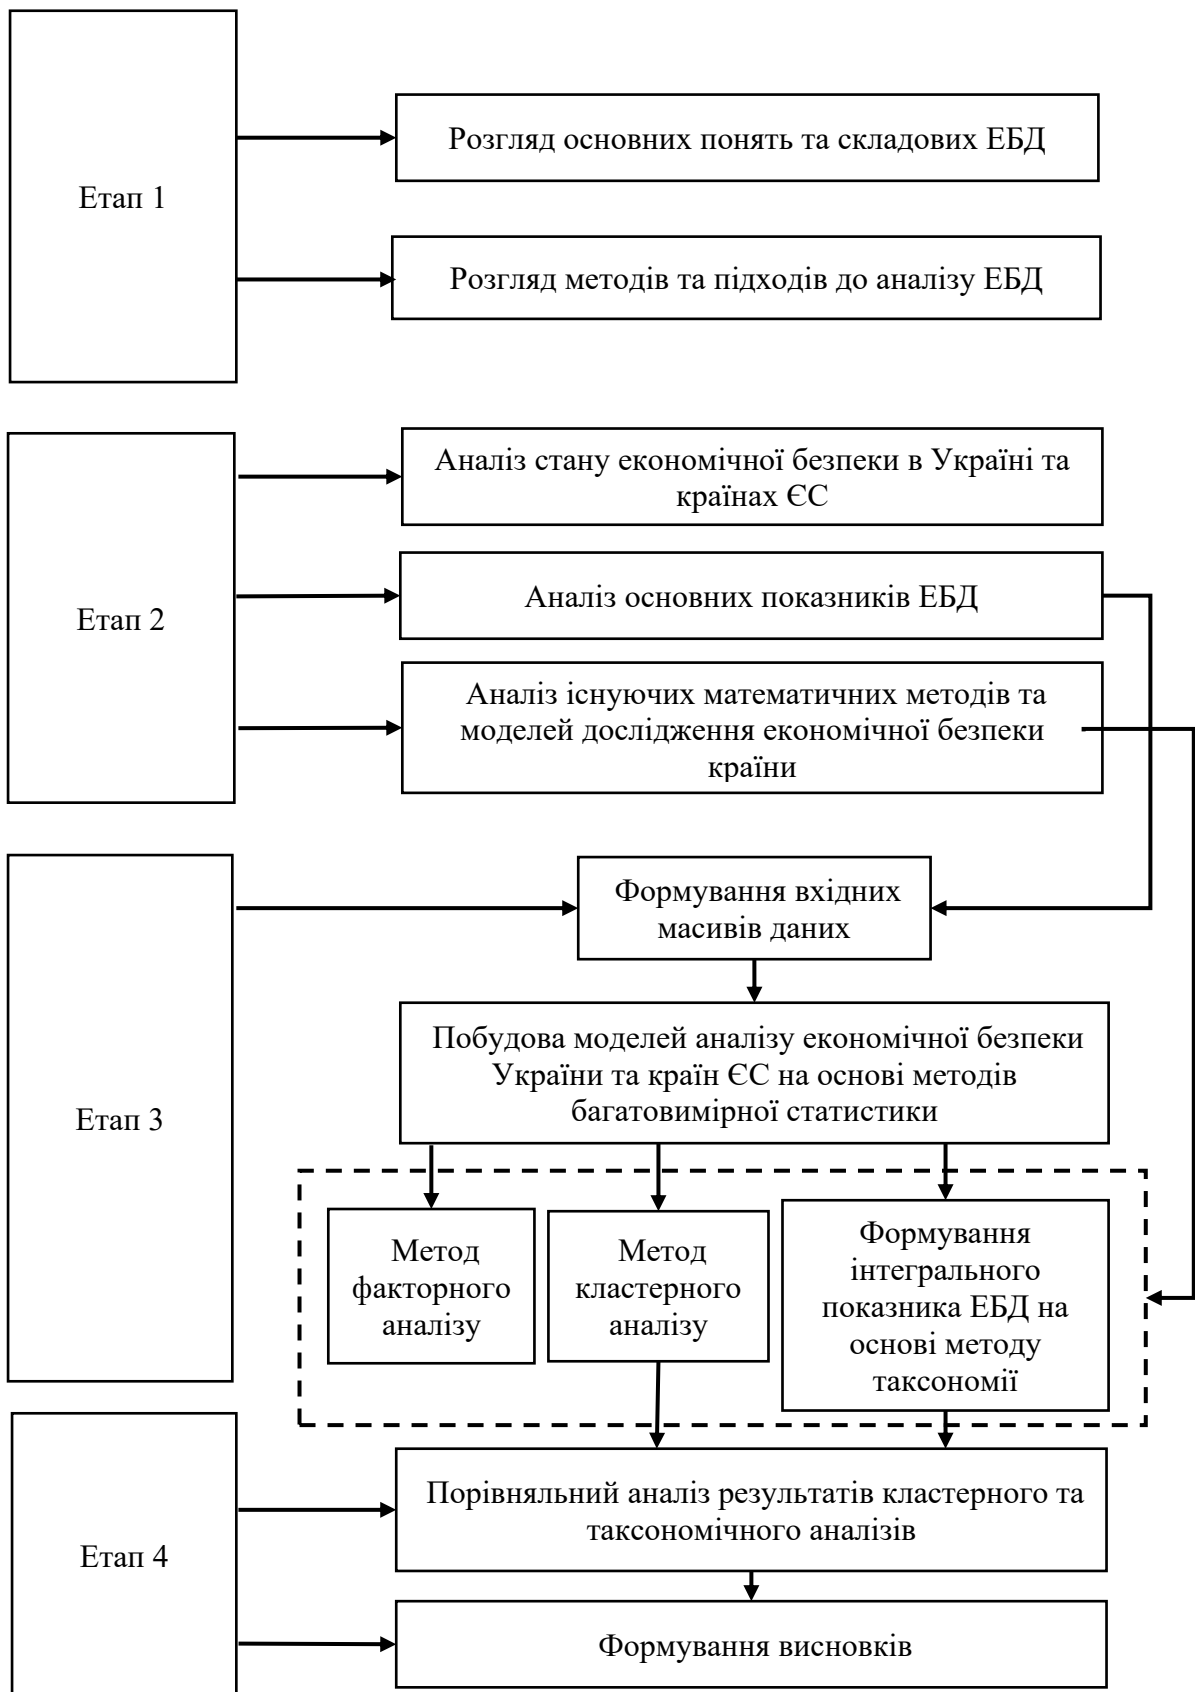 Етап 1
Розгляд основних понять та складових ЕБД
Розгляд методів та підходів до аналізу ЕБД
Етап 2
Аналіз стану економічної безпеки в Україні та
країнах ЄС
Аналіз основних показників ЕБД
Аналіз існуючих математичних методів та
моделей дослідження економічної безпеки
країни
Етап 3
Формування вхідних
масивів даних
Побудова моделей аналізу економічної безпеки
України та країн ЄС на основі методів
багатовимірної статистики
Метод
факторного
аналізу
Метод
кластерного
аналізу
Формування
інтегрального
показника ЕБД на
основі методу
таксономії
Етап 4
Порівняльний аналіз результатів кластерного та
таксономічного аналізів
Формування висновків